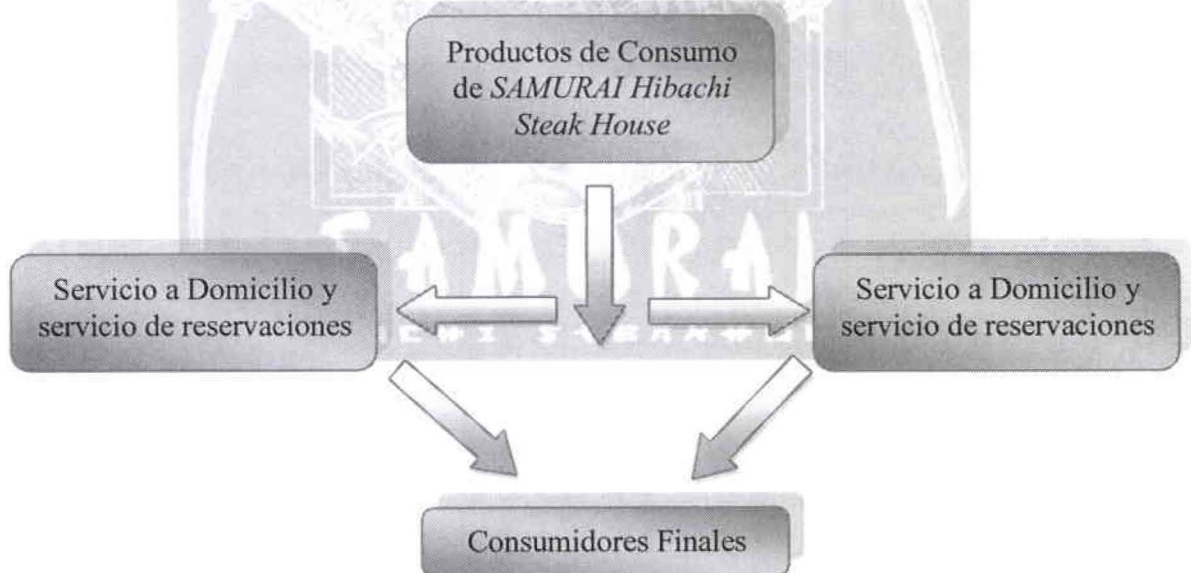 Productos de Consumo
de SAMURAI Hibachi
Steak House
SAMURAI
Servicio a Domicilio y
servicio de reservaciones
Servicio a Domicilio y
servicio de reservaciones
Consumidores Finales